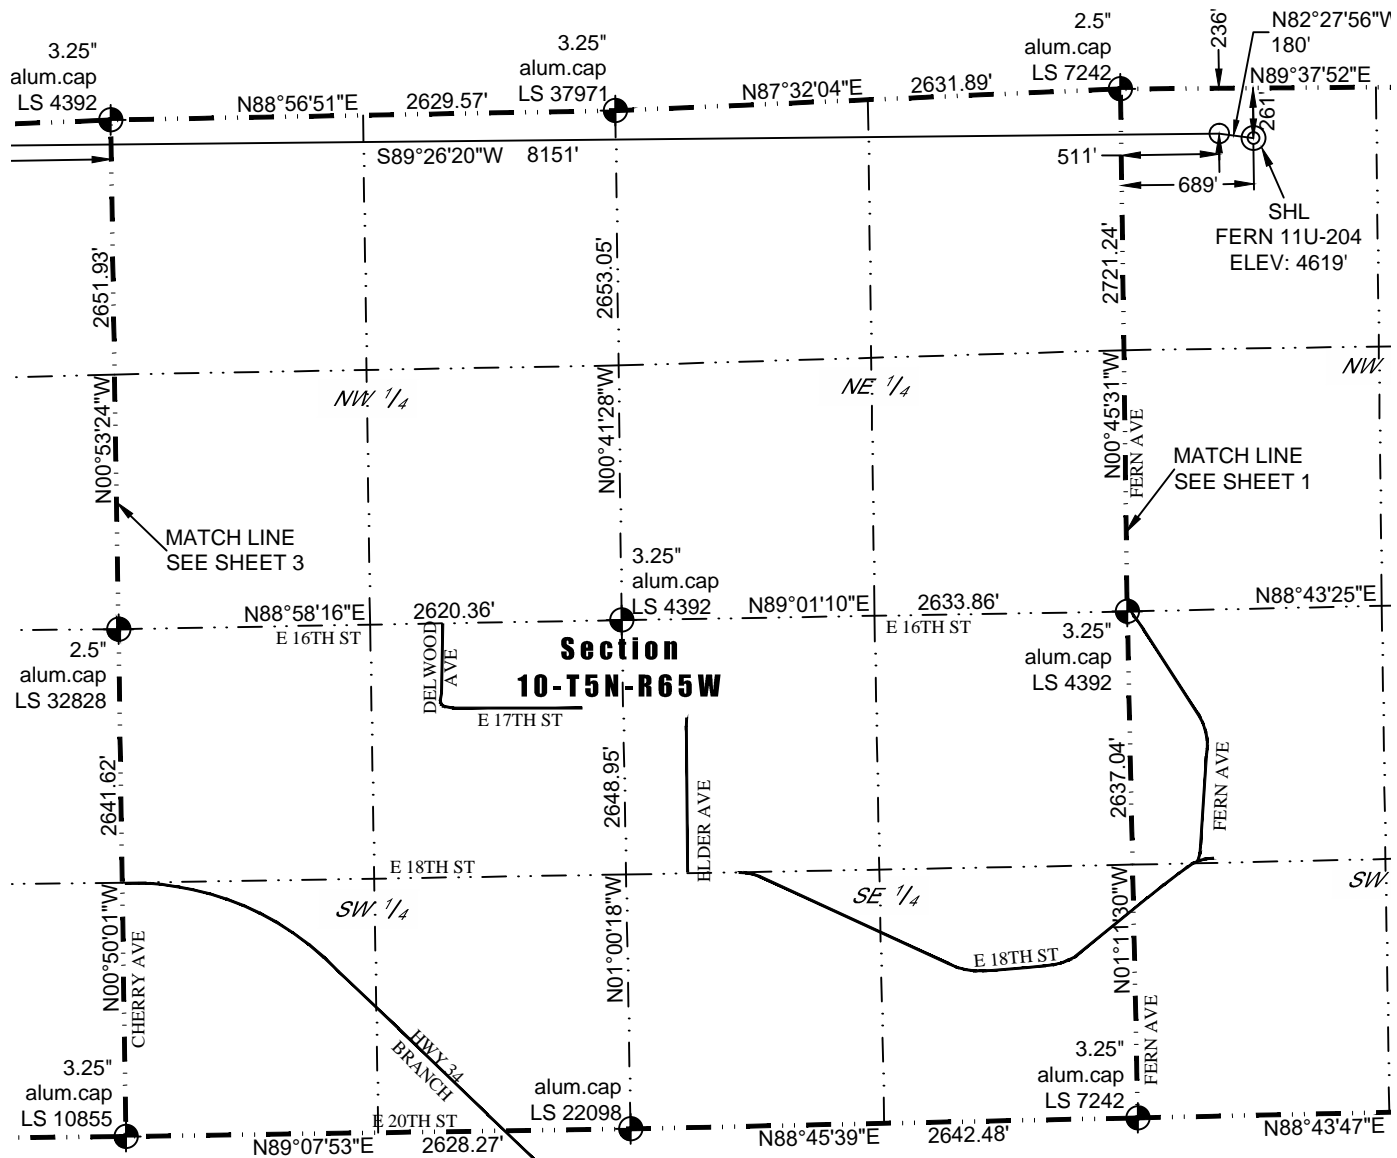 3.25"
alum.cap
LS 4392
3.25"
alum.cap
LS 37971
2.5"
alum.cap
LS 7242
236'
N82°27'56"W
180'
N88°56'51"E
2629.57'
N87°32'04"E
2631.89'
N89°37'52"E
261'
S89°26'20"W 8151'
511'
689'
SHL
FERN 11U-204
ELEV: 4619'
2651.93'
2653.05'
2721.24'
NW 1/4
NE 1/4
NW
N00°53'24"W
N00°41'28"W
N00°45'31"W
FERN AVE
MATCH LINE
SEE SHEET 1
MATCH LINE
SEE SHEET 3
3.25"
alum.cap
LS 4392
N88°58'16"E
2620.36'
E 16TH ST
N89°01'10"E
2633.86'
E 16TH ST
N88°43'25"E
2.5"
alum.cap
LS 32828
DELWOOD
AVE
Section
10-T5N-R65W
3.25"
alum.cap
LS 4392
E 17TH ST
2641.62'
2648.95'
ELDER AVE
2637.04'
FERN AVE
E 18TH ST
SW 1/4
SE 1/4
SW
N00°50'01"W
CHERRY AVE
N01°00'18"W
E 18TH ST
N01°11'30"W
FERN AVE
HWY 34
BRANCH
3.25"
alum.cap
LS 10855
alum.cap
LS 22098
3.25"
alum.cap
LS 7242
E 20TH ST
N89°07'53"E
2628.27'
N88°45'39"E
2642.48'
N88°43'47"E